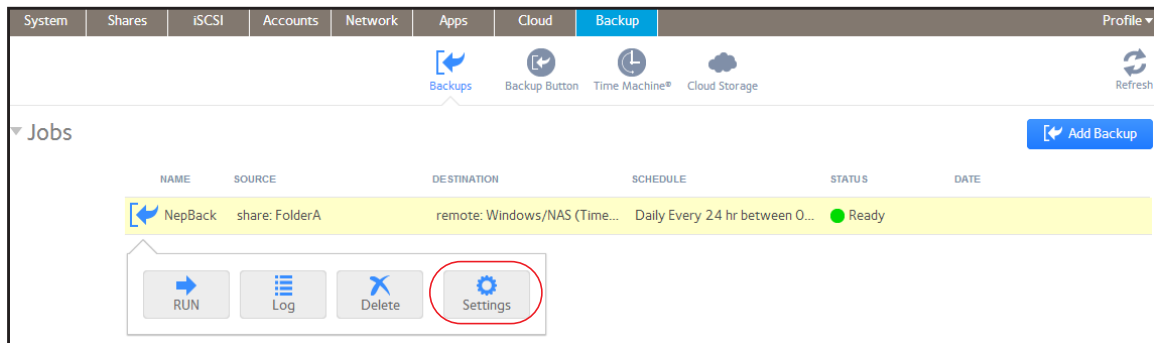 System Shares iSCSI Accounts Network Apps Cloud Backup Profile
Backups Backup Button Time Machine® Cloud Storage Refresh
Jobs Add Backup
NAME SOURCE DESTINATION SCHEDULE STATUS DATE
NepBack share: FolderA remote: Windows/NAS (Time... Daily Every 24 hr between 0... Ready
RUN Log Delete Settings